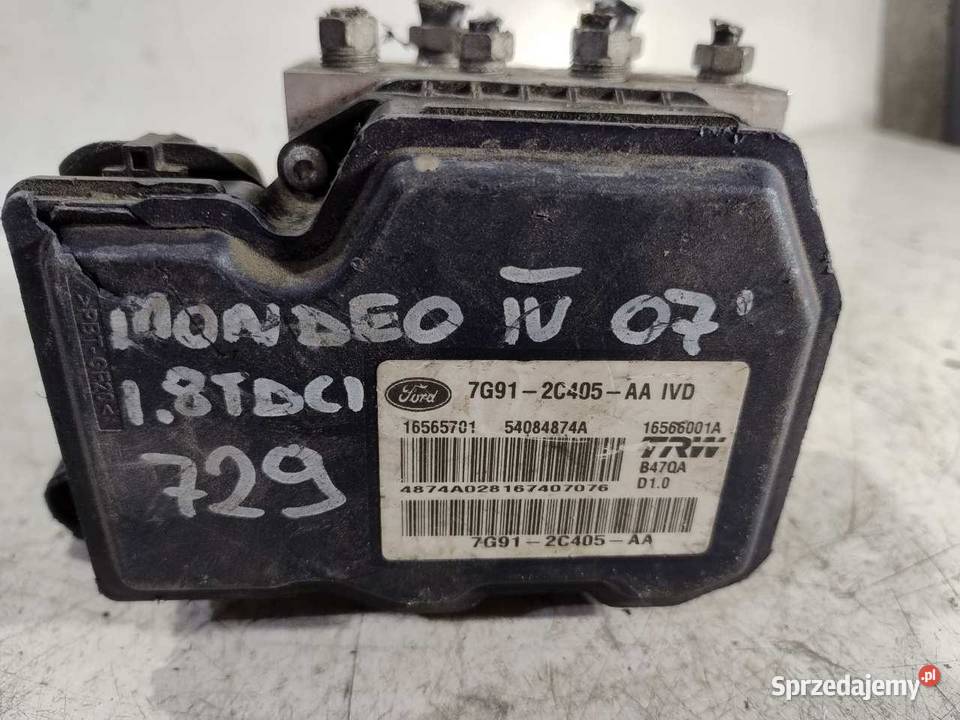 MONDEO IV 07'
1.8TDCI
729
Ford
7G91-2C405-AA IVD
16565701 54084874A 16566001A
TRW
B47QA
4874A028167407076
D1.0
7G91-2C405-AA
Sprzedajemy.pl